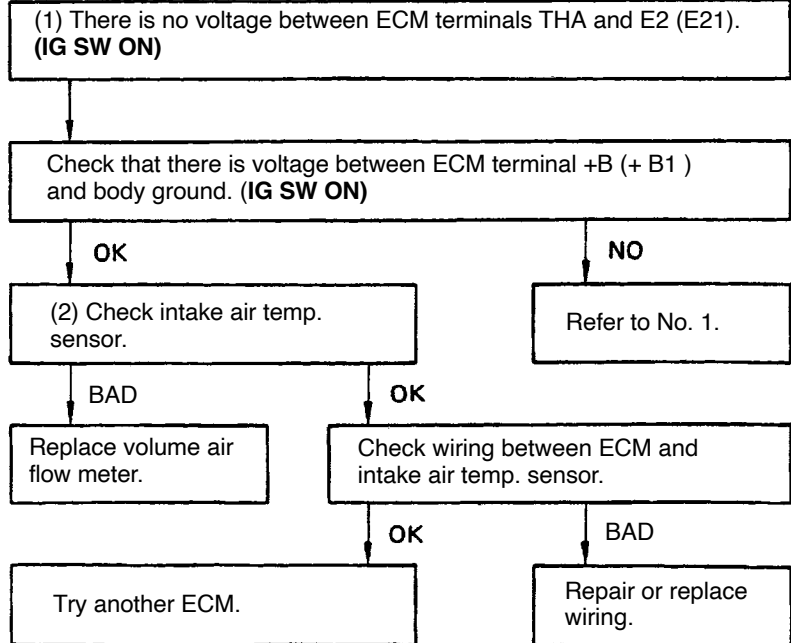 (1) There is no voltage between ECM terminals THA and E2 (E21).
(IG SW ON)
Check that there is voltage between ECM terminal +B (+ B1 )
and body ground. (IG SW ON)
OK
NO
(2) Check intake air temp.
sensor.
Refer to No. 1.
BAD
OK
Replace volume air
flow meter.
Check wiring between ECM and
intake air temp. sensor.
OK
BAD
Try another ECM.
Repair or replace
wiring.